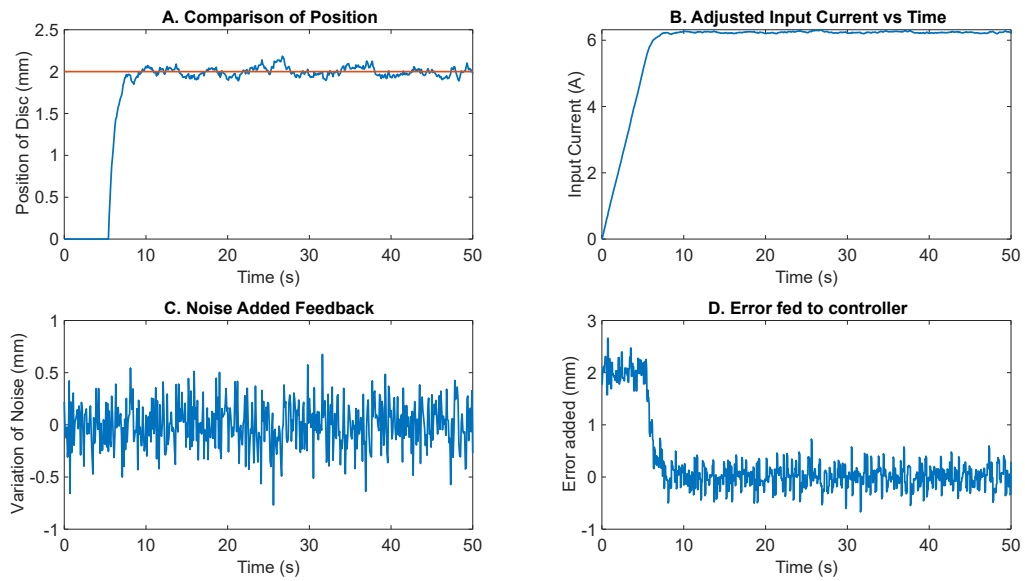 A. Comparison of Position
2.5
2
1.5
1
0.5
0
Position of Disc (mm)
0 10 20 30 40 50
Time (s)
B. Adjusted Input Current vs Time
6
4
2
0
Input Current (A)
0 10 20 30 40 50
Time (s)
C. Noise Added Feedback
1
0.5
0
-0.5
-1
Variation of Noise (mm)
0 10 20 30 40 50
Time (s)
D. Error fed to controller
3
2
1
0
-1
Error added (mm)
0 10 20 30 40 50
Time (s)